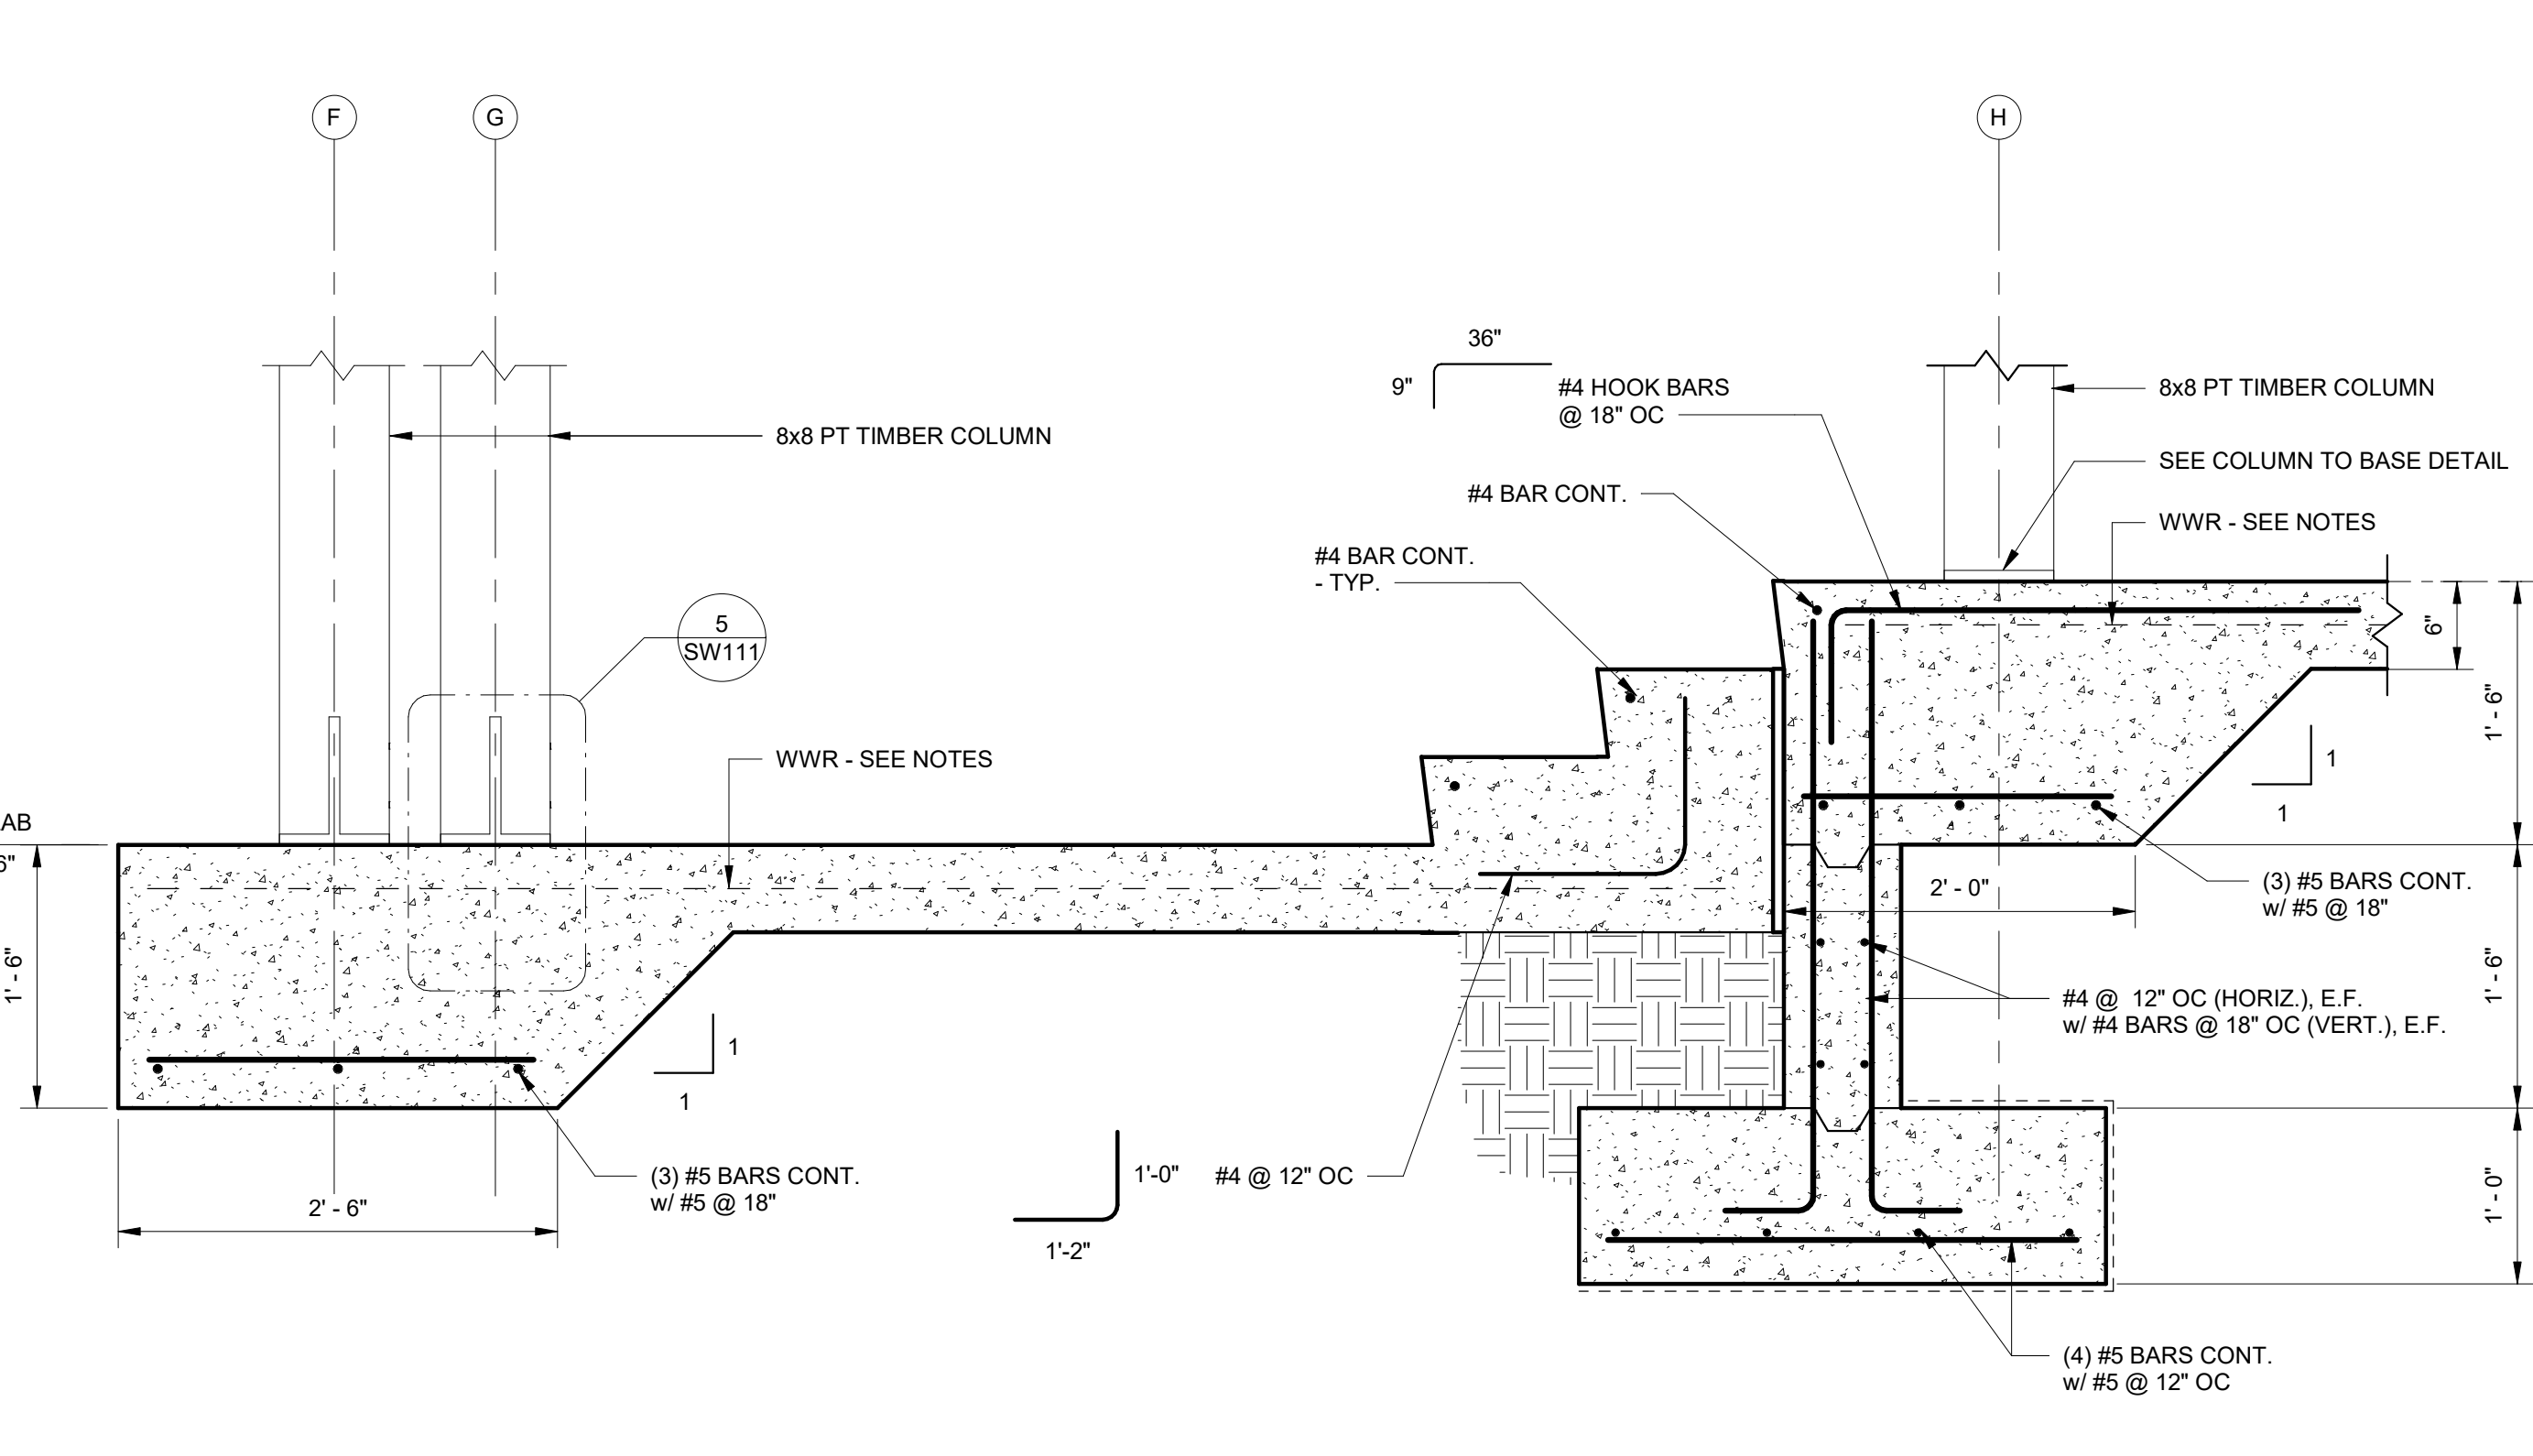 F
G
H
36"
9"
#4 HOOK BARS
@ 18" OC
8x8 PT TIMBER COLUMN
8x8 PT TIMBER COLUMN
SEE COLUMN TO BASE DETAIL
#4 BAR CONT.
WWR - SEE NOTES
#4 BAR CONT.
- TYP.
5
SW111
6"
1' - 6"
WWR - SEE NOTES
1
1
AB
6"
2' - 0"
(3) #5 BARS CONT.
w/ #5 @ 18"
1' - 6"
1' - 6"
#4 @ 12" OC (HORIZ.), E.F.
w/ #4 BARS @ 18" OC (VERT.), E.F.
1
1
(3) #5 BARS CONT.
w/ #5 @ 18"
2' - 6"
1'-0"
1'-2"
#4 @ 12" OC
1' - 0"
(4) #5 BARS CONT.
w/ #5 @ 12" OC